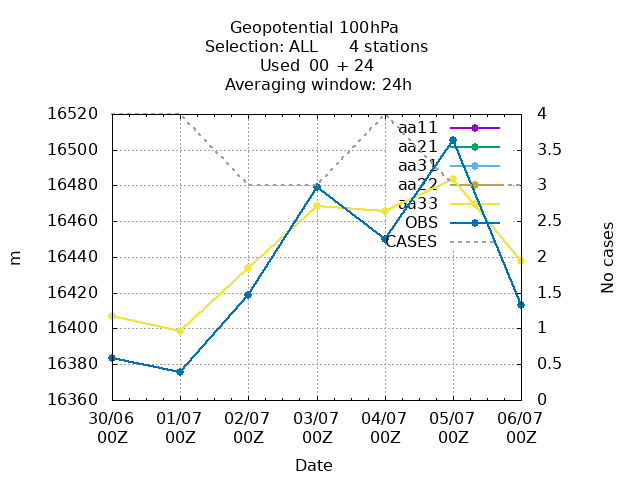 Geopotential 100hPa
Selection: ALL 4 stations
Used 00 + 24
Averaging window: 24h
16520
16500
16480
16460
16440
16420
16400
16380
16360
m
4
3.5
3
2.5
2
1.5
1
0.5
0
No cases
aa11
aa21
aa31
aa22
aa33
OBS
CASES
30/06 01/07 02/07 03/07 04/07 05/07 06/07
00Z 00Z 00Z 00Z 00Z 00Z 00Z
Date